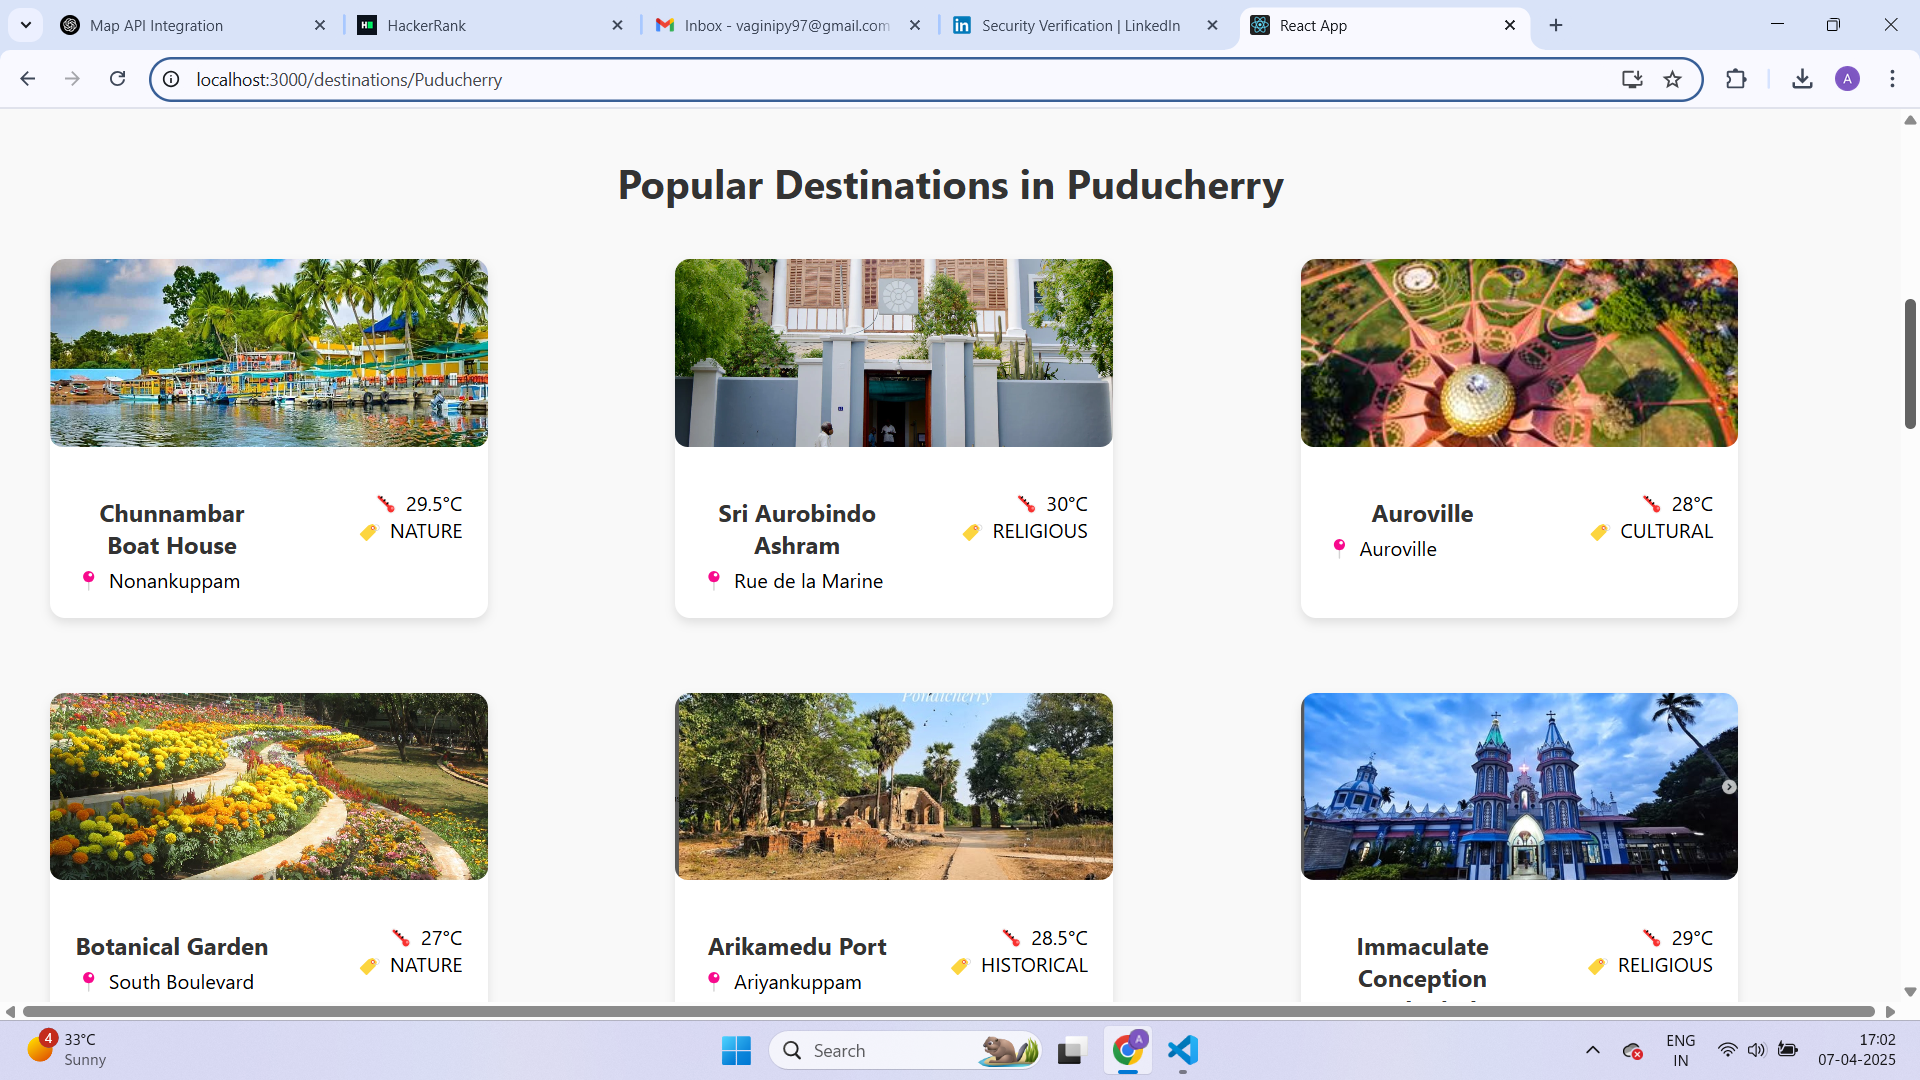 Map API Integration
HackerRank
Inbox - vaginipy97@gmail.com
Security Verification | LinkedIn
React App
localhost:3000/destinations/Puducherry
A
Popular Destinations in Puducherry
Chunnambar
Boat House
Nonankuppam
29.5°C
NATURE
Sri Aurobindo
Ashram
Rue de la Marine
30°C
RELIGIOUS
Auroville
Auroville
28°C
CULTURAL
Pondicherry
Botanical Garden
South Boulevard
27°C
NATURE
Arikamedu Port
Ariyankuppam
28.5°C
HISTORICAL
Immaculate
Conception
29°C
RELIGIOUS
4
33°C
Sunny
Search
A
ENG
IN
17:02
07-04-2025